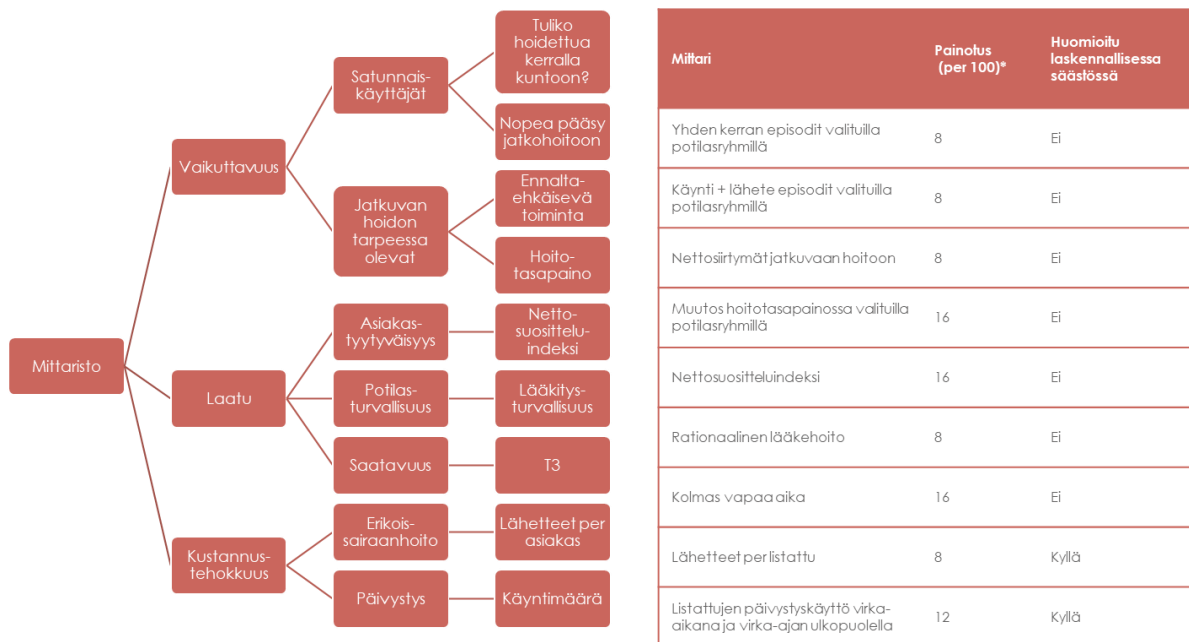 Mittaristo
Vaikuttavuus
Satunnais-
käyttäjät
Tuliko
hoidettua
kerralla
kuntoon?
Nopea pääsy
jatkohoitoon
Jatkuvan
hoidon
tarpeessa
olevat
Ennalta-
ehkäisevä
toiminta
Hoito-
tasapaino
Laatu
Asiakas-
tyytyväisyys
Netto-
suosittelu-
indeksi
Potilas-
turvallisuus
Lääkitys-
turvallisuus
Saatavuus
T3
Kustannus-
tehokkuus
Erikois-
sairaanhoito
Lähetteet per
asiakas
Päivystys
Käyntimäärä
Mittari
Painotus
(per 100)*
Huomioitu
laskennallisessa
säästössä
Yhden kerran episodit valituilla
potilasryhmillä
8
Ei
Käynti + lähete episodit valituilla
potilasryhmillä
8
Ei
Nettosiirtymät jatkuvaan hoitoon
8
Ei
Muutos hoitotasapainossa valituilla
potilasryhmillä
16
Ei
Nettosuositteluindeksi
16
Ei
Rationaalinen lääkehoito
8
Ei
Kolmas vapaa aika
16
Ei
Lähetteet per listattu
8
Kyllä
Listattujen päivystyskäyttö virka-
aikana ja virka-ajan ulkopuolella
12
Kyllä